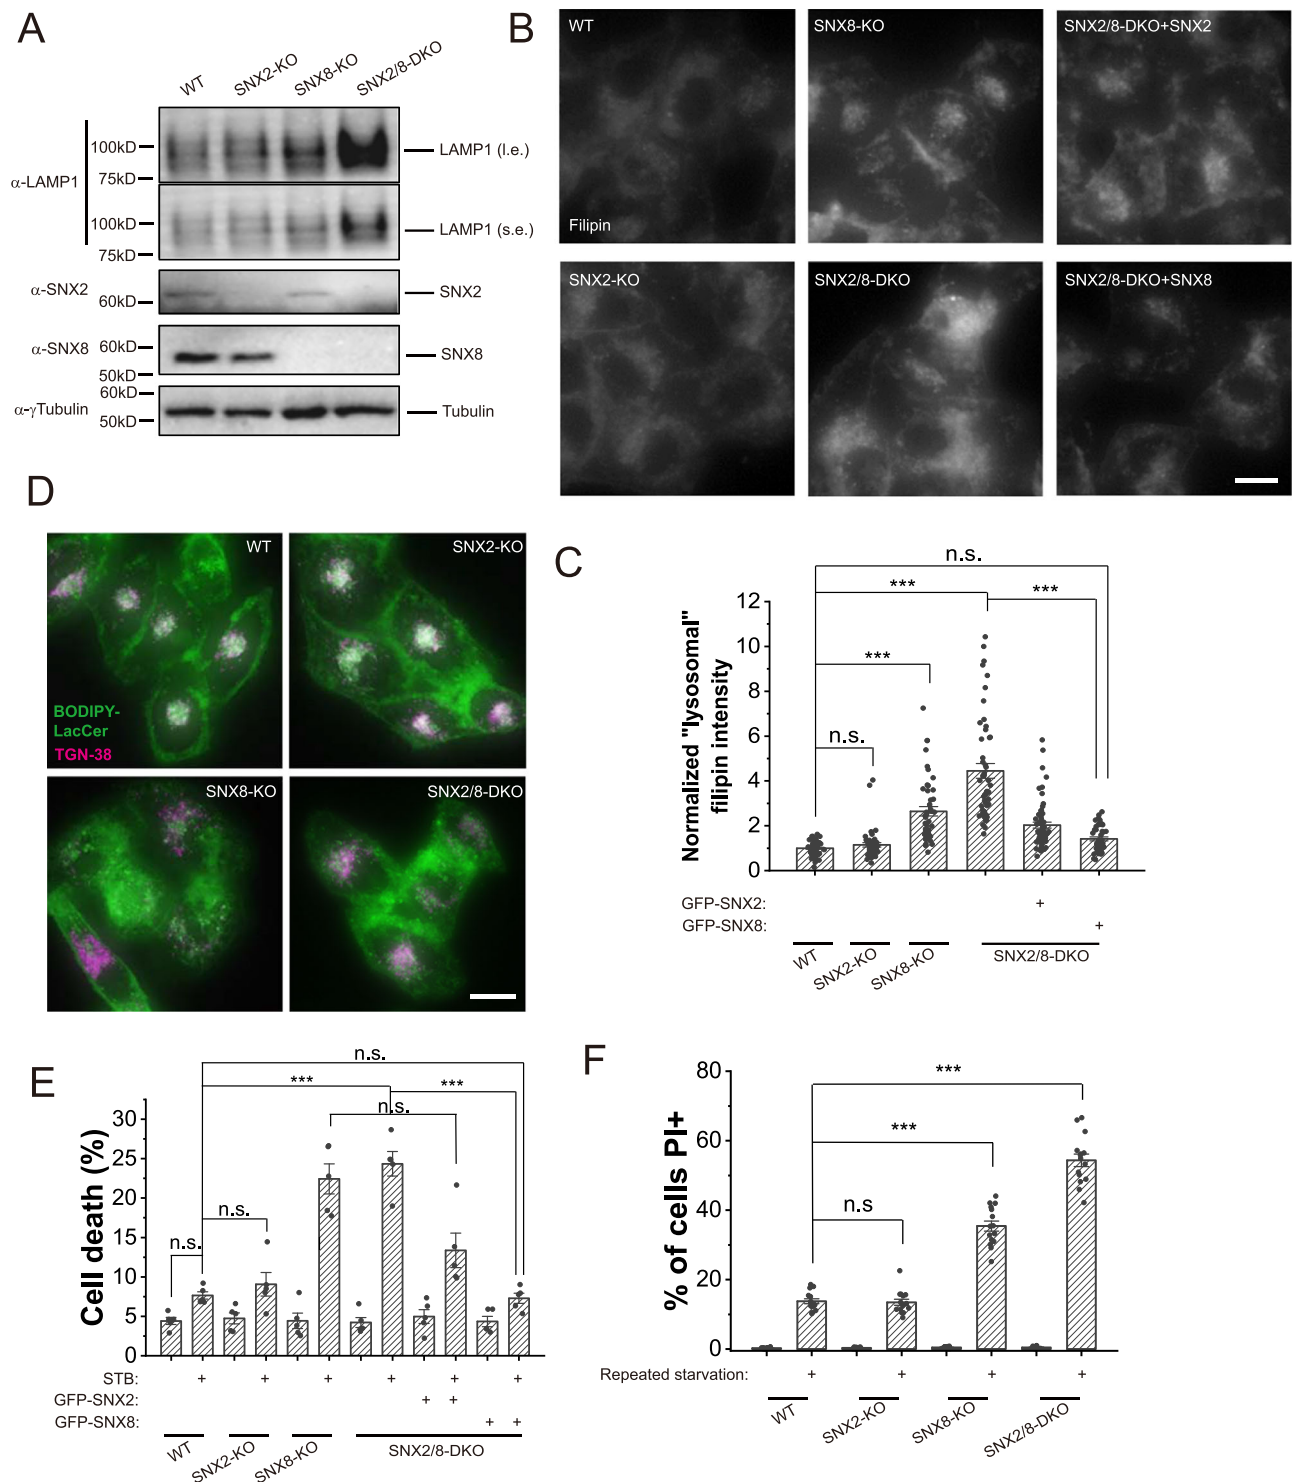 A
WT
SNX2-KO
SNX8-KO
SNX2/8-DKO
α-LAMP1
100kD
75kD
LAMP1 (l.e.)
100kD
75kD
LAMP1 (s.e.)
α-SNX2
60kD
SNX2
α-SNX8
60kD
50kD
SNX8
α-γTubulin
60kD
50kD
Tubulin
B
WT
Filipin
SNX8-KO
SNX2/8-DKO+SNX2
SNX2-KO
SNX2/8-DKO
SNX2/8-DKO+SNX8
C
Normalized "lysosomal"
filipin intensity
12
10
8
6
4
2
0
n.s.
***
***
***
n.s.
GFP-SNX2: +
GFP-SNX8: +
WT
SNX2-KO
SNX8-KO
SNX2/8-DKO
D
WT
BODIPY-
LacCer
TGN-38
SNX2-KO
SNX8-KO
SNX2/8-DKO
E
Cell death (%)
30
25
20
15
10
5
0
n.s.
***
***
n.s.
n.s.
n.s.
STB: + + + + + +
GFP-SNX2: + +
GFP-SNX8: + +
WT
SNX2-KO
SNX8-KO
SNX2/8-DKO
F
% of cells PI+
80
60
40
20
0
***
***
n.s
Repeated starvation: + + + +
WT
SNX2-KO
SNX8-KO
SNX2/8-DKO